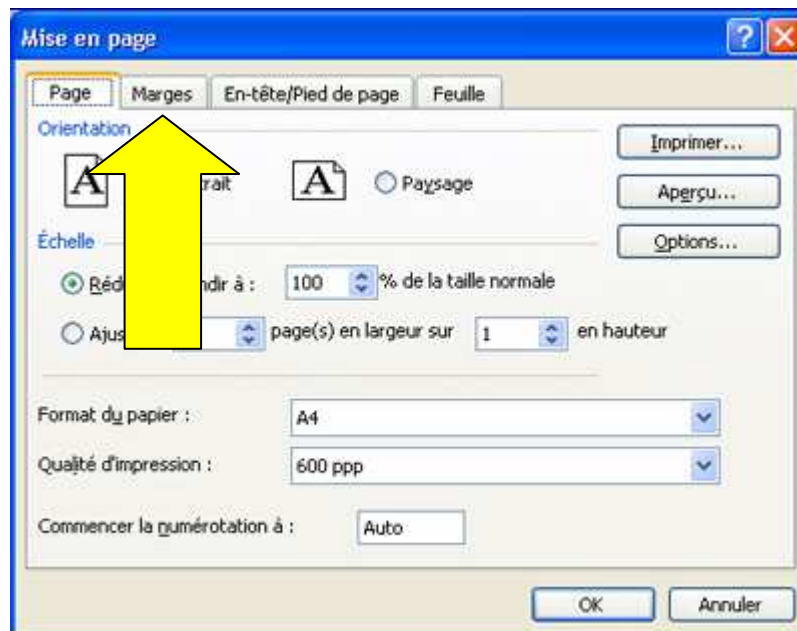 Mise en page
Page Marges En-tête/Pied de page Feuille
Orientation
Imprimer...
A A Paysage
Aperçu...
Échelle
Options...
100 % de la taille normale
page(s) en largeur sur 1 en hauteur
Format du papier : A4
Qualité d'impression : 600 ppp
Commencer la numérotation à : Auto
OK Annuler